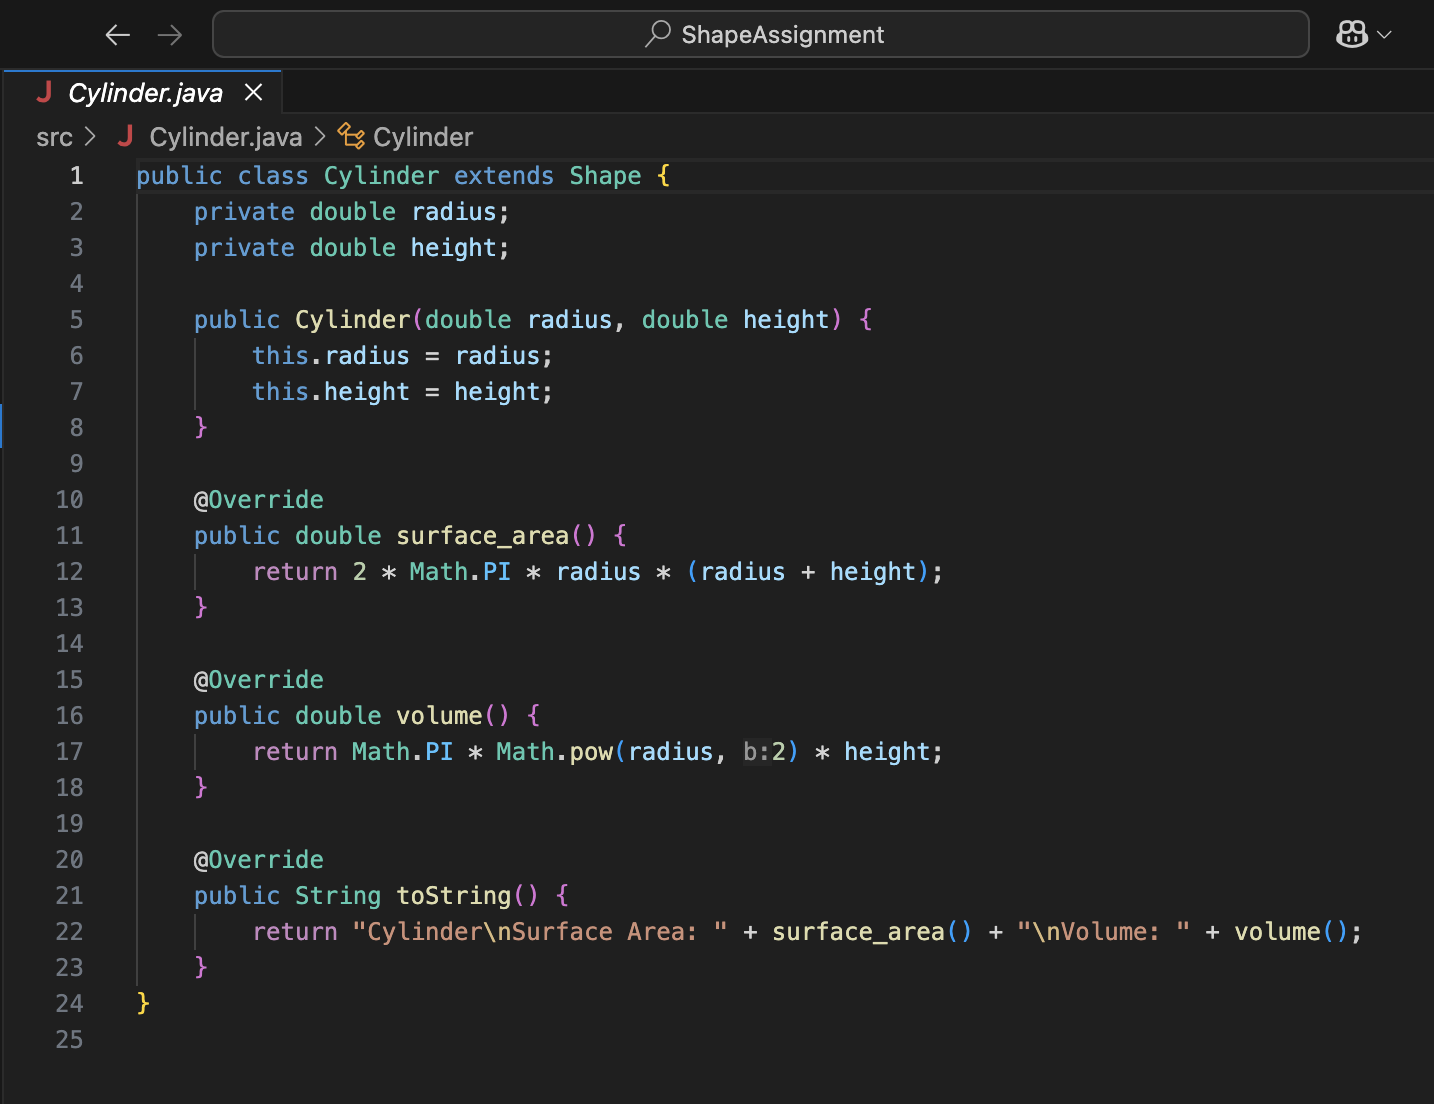 ShapeAssignment
J Cylinder.java
src > J Cylinder.java > Cylinder
1 public class Cylinder extends Shape {
2     private double radius;
3     private double height;
4
5     public Cylinder(double radius, double height) {
6         this.radius = radius;
7         this.height = height;
8     }
9
10     @Override
11     public double surface_area() {
12         return 2 * Math.PI * radius * (radius + height);
13     }
14
15     @Override
16     public double volume() {
17         return Math.PI * Math.pow(radius, b:2) * height;
18     }
19
20     @Override
21     public String toString() {
22         return "Cylinder\nSurface Area: " + surface_area() + "\nVolume: " + volume();
23     }
24 }
25